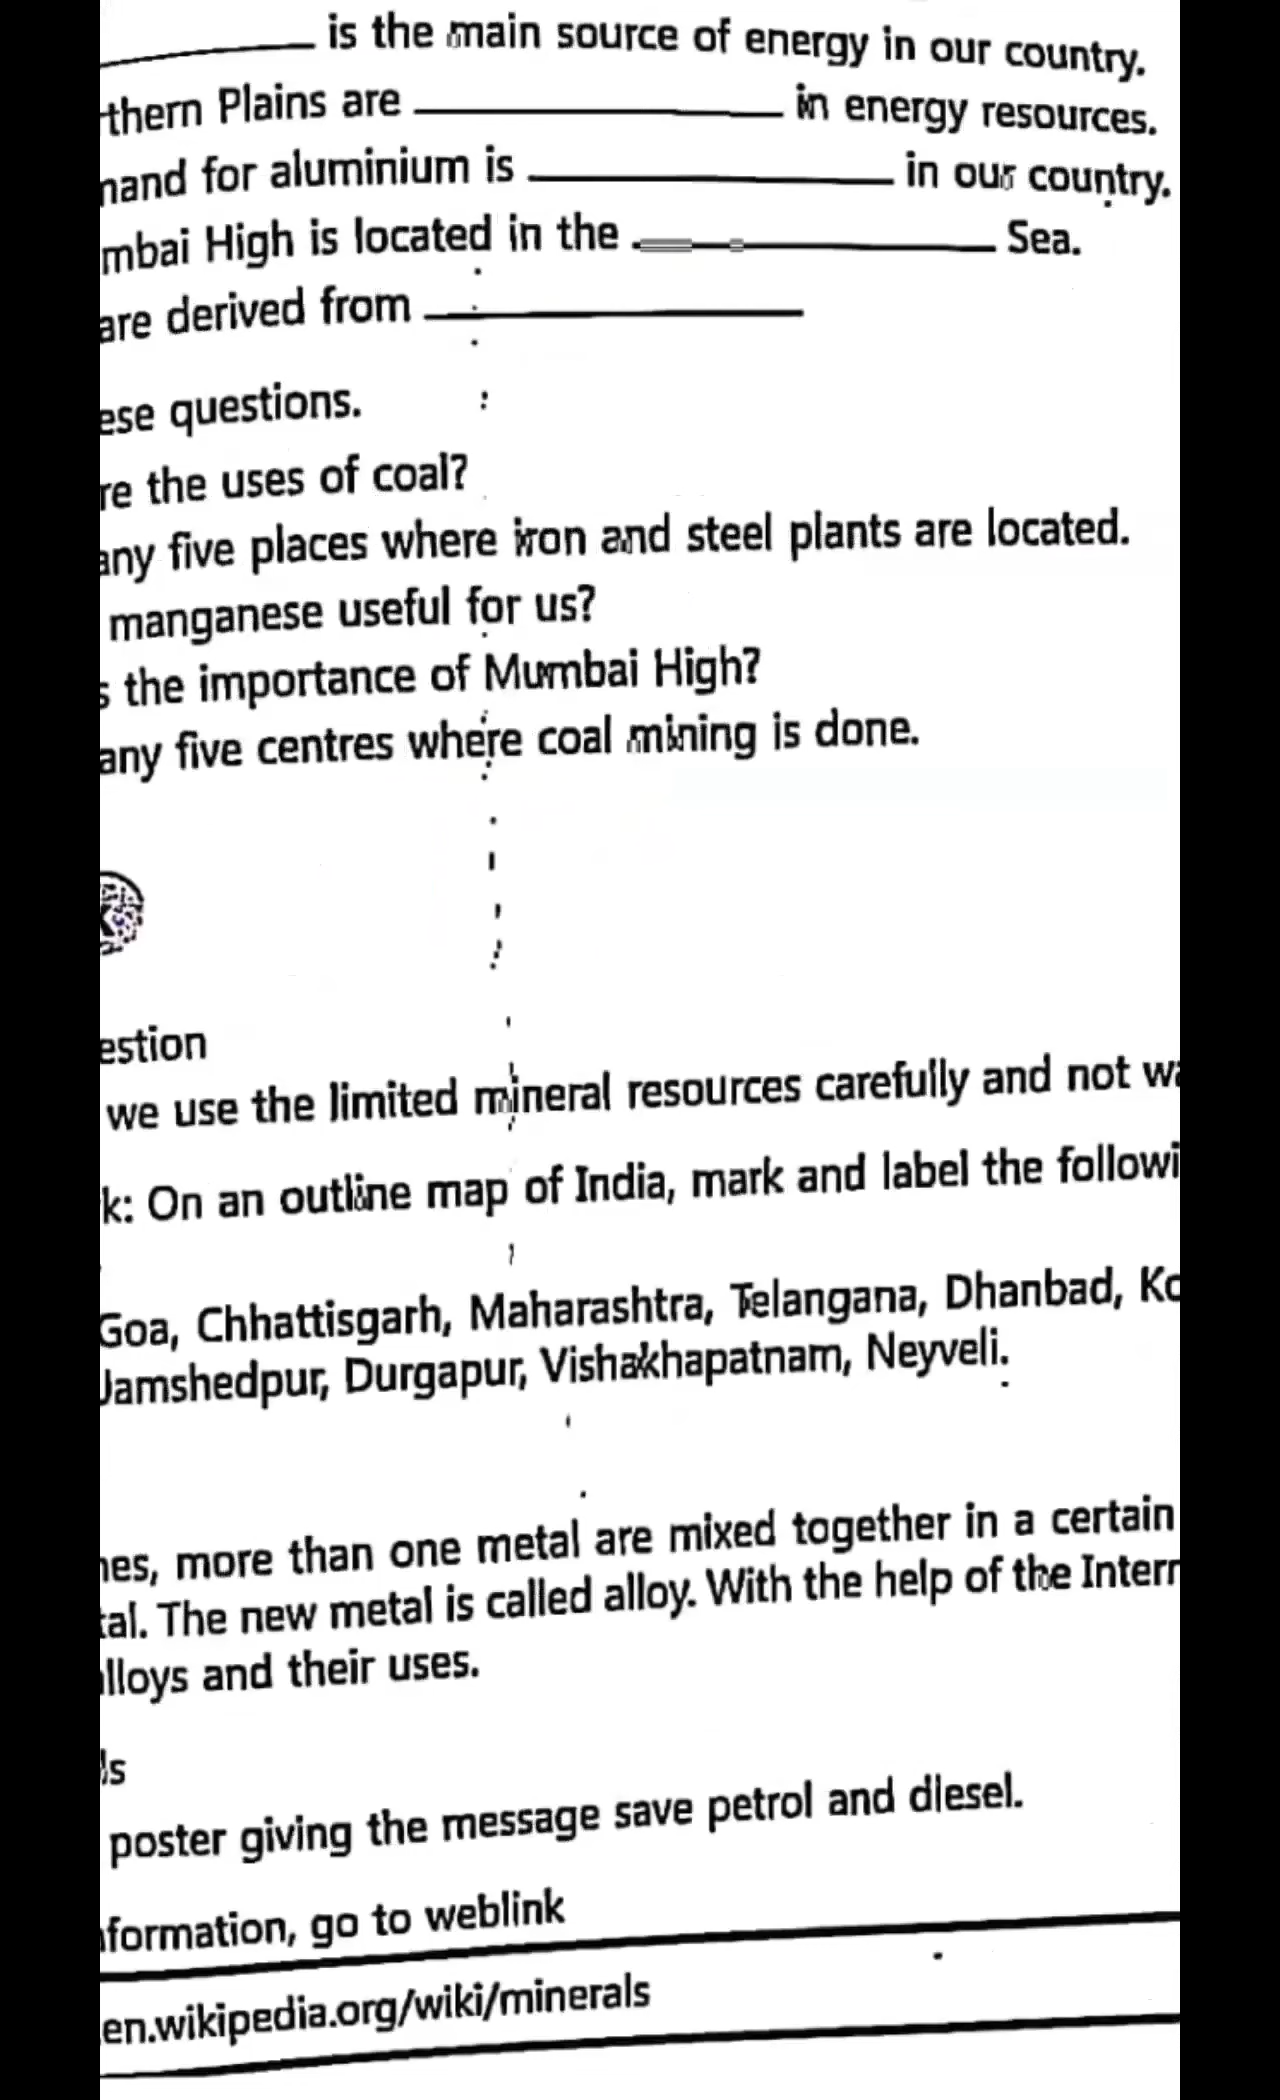 is the main source of energy in our country.
thern Plains are in energy resources.
mand for aluminium is in our country.
mbai High is located in the Sea.
are derived from
ese questions.
re the uses of coal?
any five places where iron and steel plants are located.
manganese useful for us?
s the importance of Mumbai High?
any five centres where coal mining is done.
estion
we use the limited mineral resources carefully and not wa
k: On an outline map of India, mark and label the followi
Goa, Chhattisgarh, Maharashtra, Telangana, Dhanbad, Ko
Jamshedpur, Durgapur, Vishakhapatnam, Neyveli.
nes, more than one metal are mixed together in a certain
tal. The new metal is called alloy. With the help of the Intern
lloys and their uses.
ls
poster giving the message save petrol and diesel.
nformation, go to weblink
en.wikipedia.org/wiki/minerals